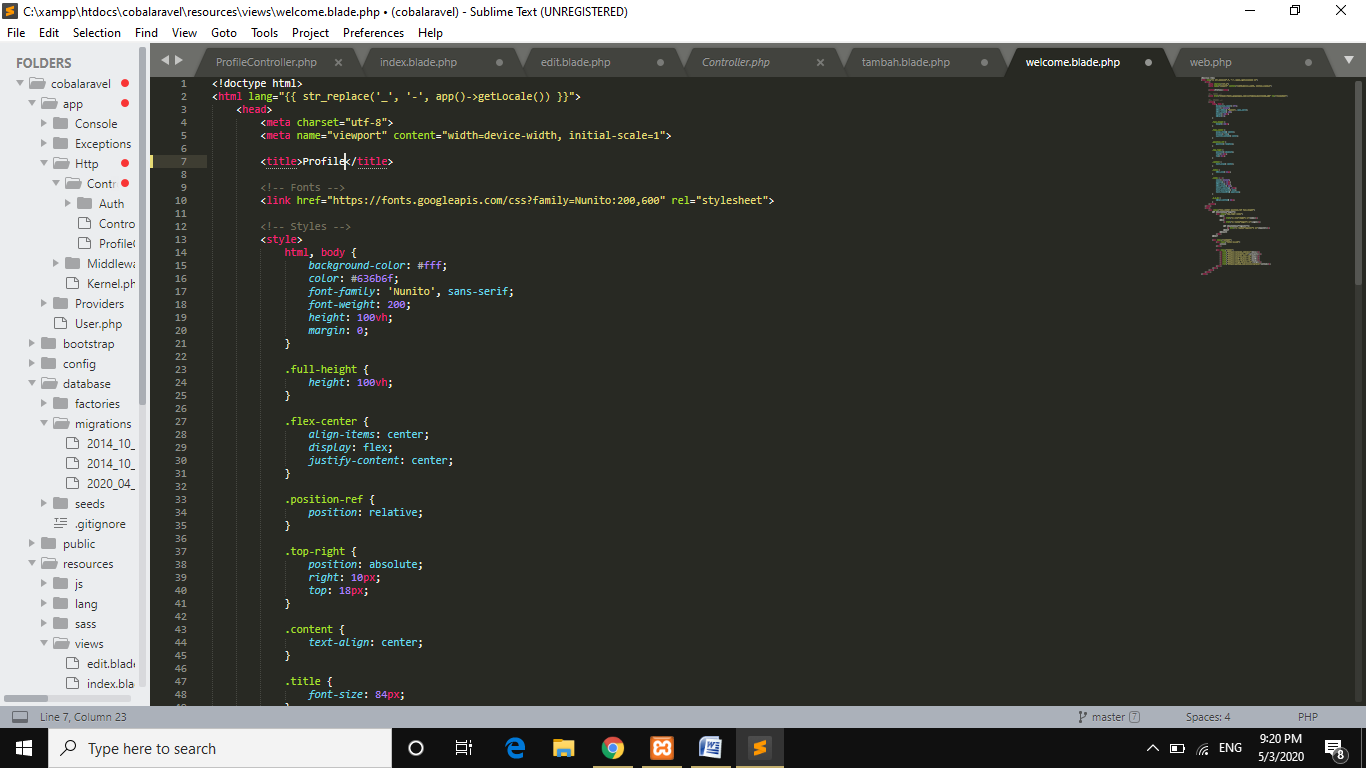 C:\xampp\htdocs\cobalaravel\resources\views\welcome.blade.php • (cobalaravel) - Sublime Text (UNREGISTERED)
File Edit Selection Find View Goto Tools Project Preferences Help
FOLDERS
cobalaravel
app
Console
Exceptions
Http
Contr
Auth
Contro
Profile
Middlewa
Kernel.ph
Providers
User.php
bootstrap
config
database
factories
migrations
2014_10_
2014_10_
2020_04_
seeds
.gitignore
public
resources
js
lang
sass
views
edit.blade
index.bla
ProfileController.php index.blade.php edit.blade.php Controller.php tambah.blade.php welcome.blade.php web.php
1 <!doctype html>
2 <html lang="{{ str_replace('_', '-', app()->getLocale()) }}">
3 <head>
4 <meta charset="utf-8">
5 <meta name="viewport" content="width=device-width, initial-scale=1">
6
7 <title>Profile</title>
8
9 <!-- Fonts -->
10 <link href="https://fonts.googleapis.com/css?family=Nunito:200,600" rel="stylesheet">
11
12 <!-- Styles -->
13 <style>
14 html, body {
15 background-color: #fff;
16 color: #636b6f;
17 font-family: 'Nunito', sans-serif;
18 font-weight: 200;
19 height: 100vh;
20 margin: 0;
21 }
22
23 .full-height {
24 height: 100vh;
25 }
26
27 .flex-center {
28 align-items: center;
29 display: flex;
30 justify-content: center;
31 }
32
33 .position-ref {
34 position: relative;
35 }
36
37 .top-right {
38 position: absolute;
39 right: 10px;
40 top: 18px;
41 }
42
43 .content {
44 text-align: center;
45 }
46
47 .title {
48 font-size: 84px;
Line 7, Column 23 master 7 Spaces: 4 PHP
Type here to search
ENG
9:20 PM
5/3/2020
8